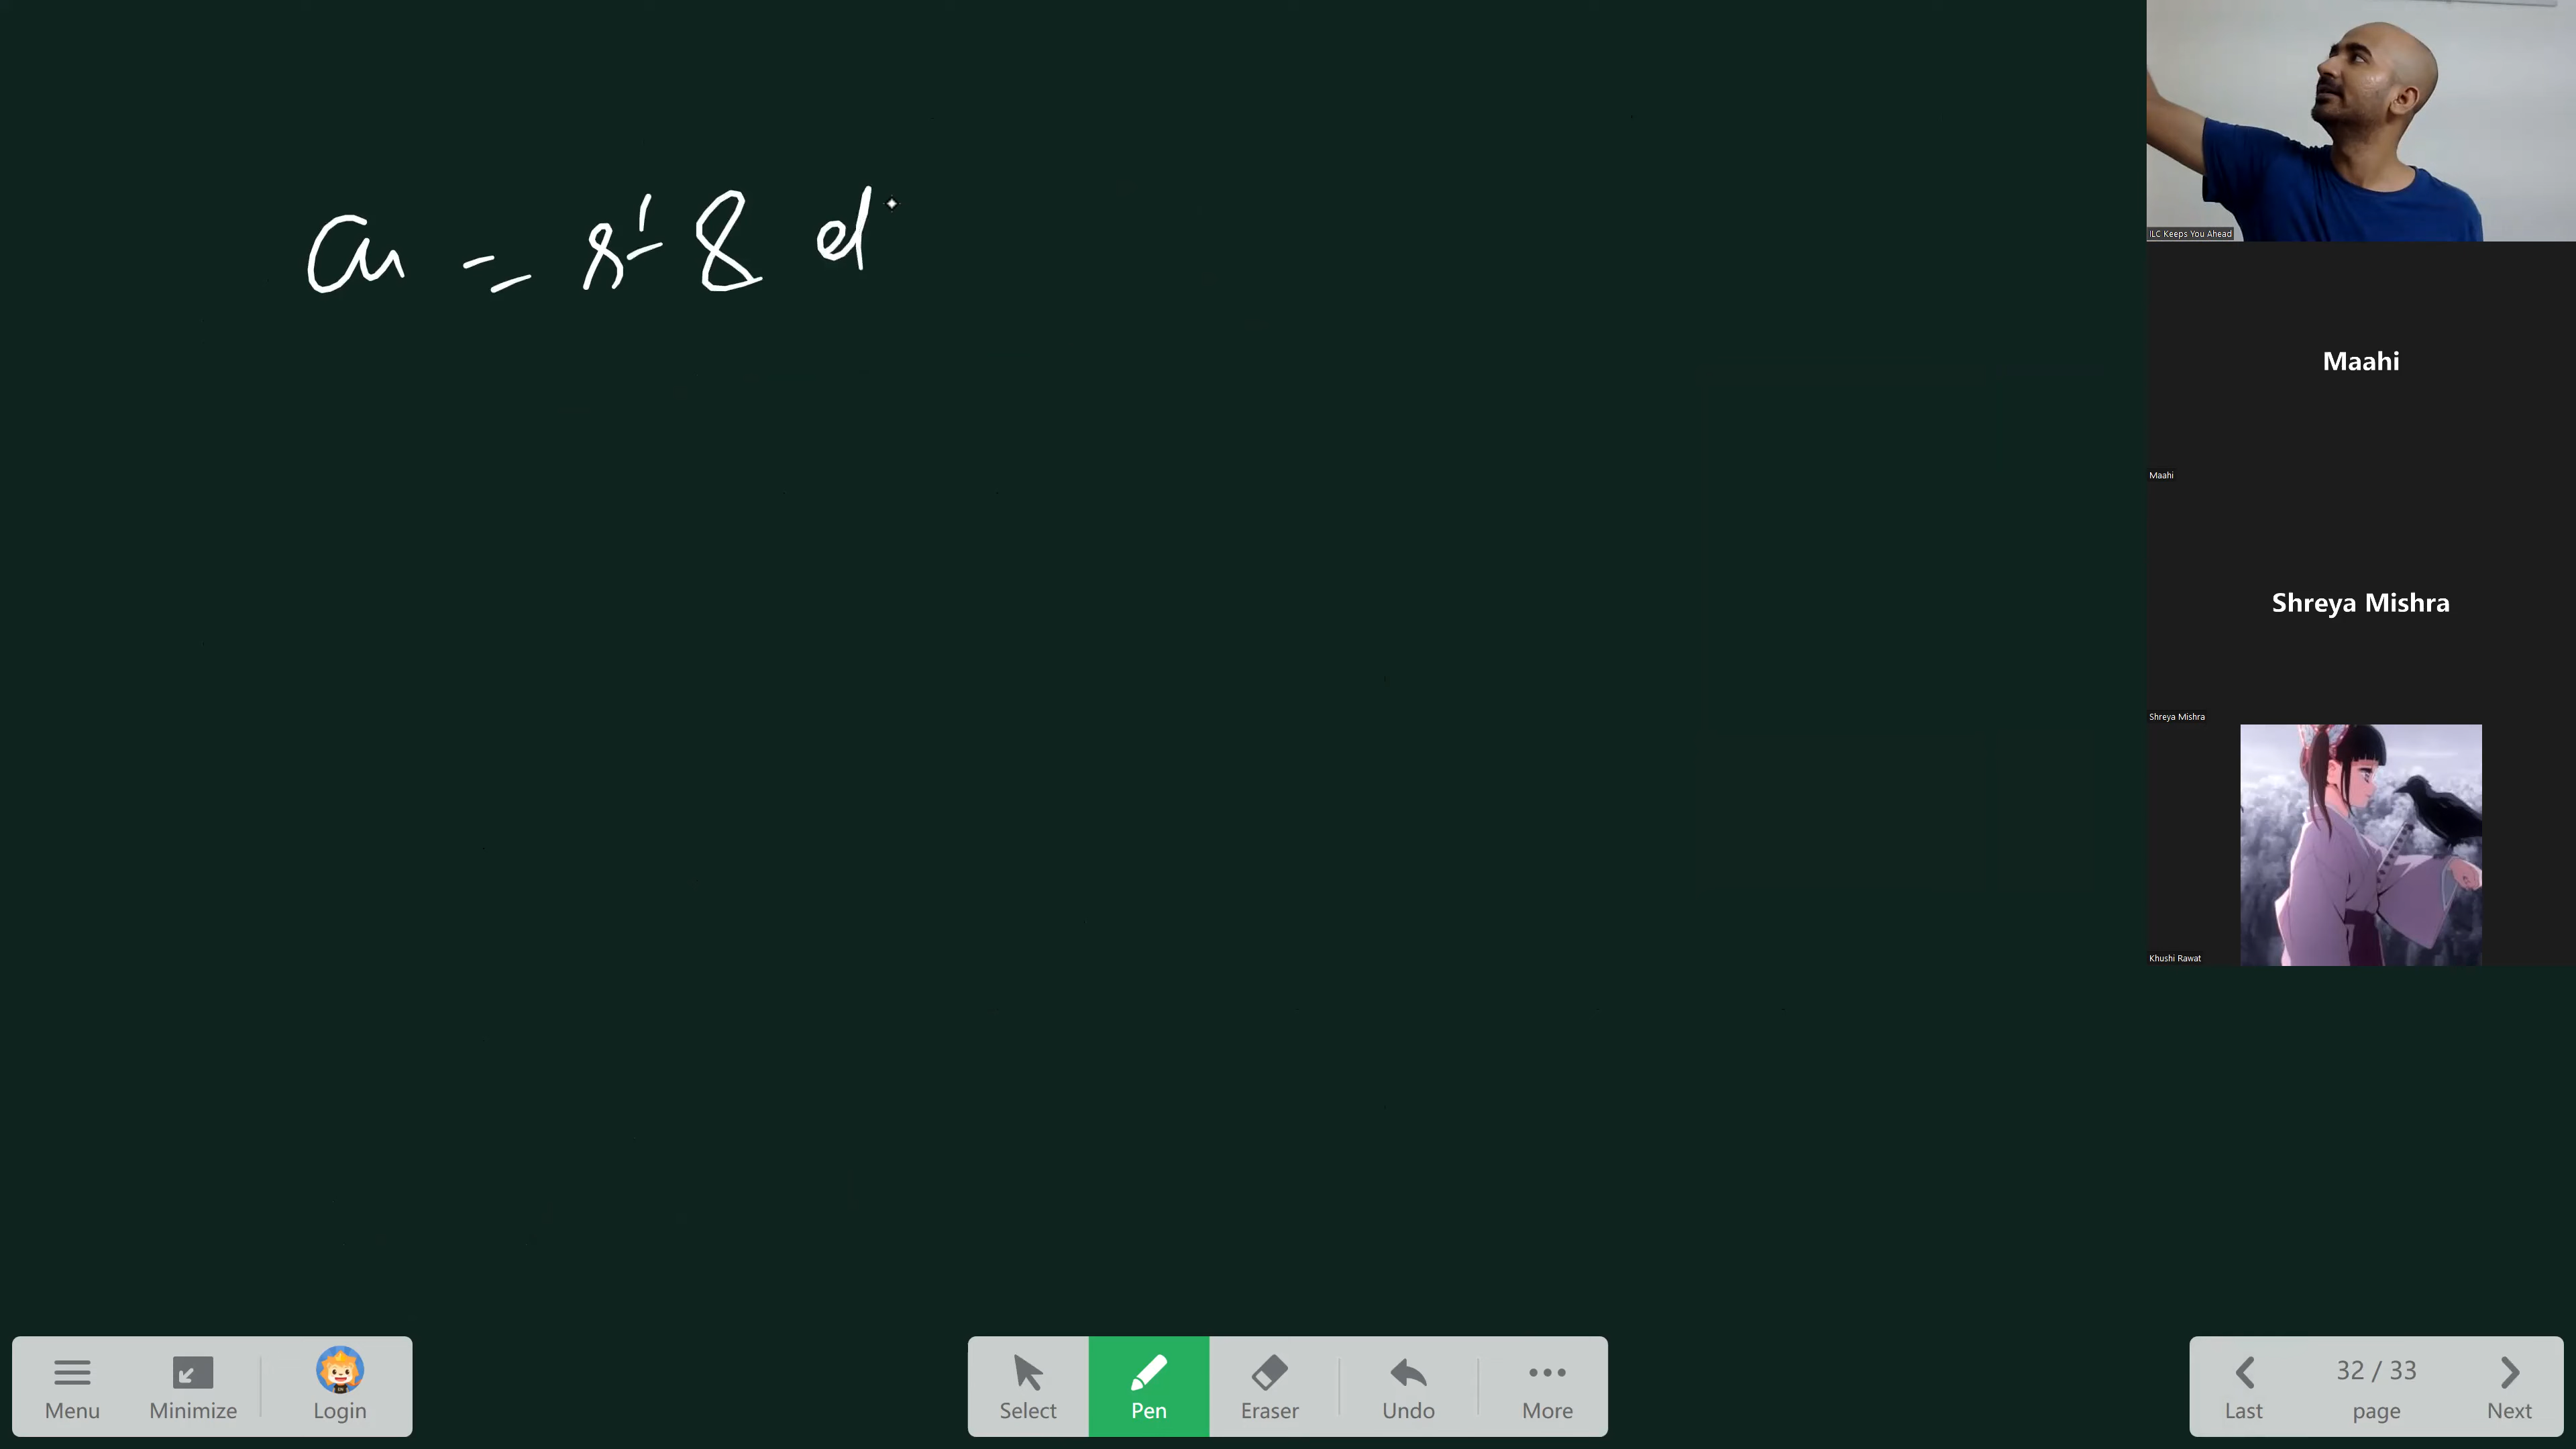 Cu =
d
ILC Keeps You Ahead
Maahi
Maahi
Shreya Mishra
Shreya Mishra
Khushi Rawat
Menu Minimize Login Select Pen Eraser Undo More Last 32 / 33 page Next